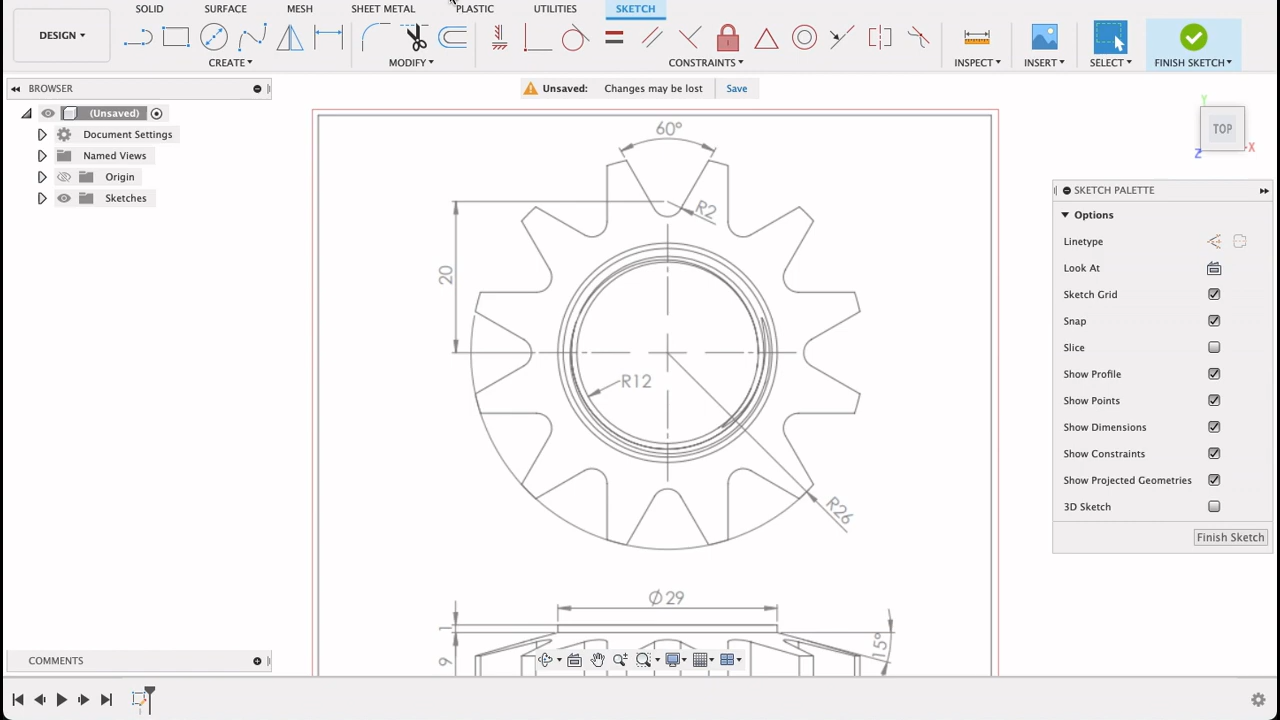 SOLID SURFACE MESH SHEET METAL PLASTIC UTILITIES SKETCH
DESIGN
CREATE MODIFY CONSTRAINTS INSPECT INSERT SELECT FINISH SKETCH
BROWSER
Unsaved: Changes may be lost Save
(Unsaved)
Document Settings
Named Views
Origin
Sketches
TOP
Y
X
Z
SKETCH PALETTE
Options
Linetype
Look At
Sketch Grid
Snap
Slice
Show Profile
Show Points
Show Dimensions
Show Constraints
Show Projected Geometries
3D Sketch
Finish Sketch
60°
R2
20
R12
R26
Ø29
1
9
15°
COMMENTS